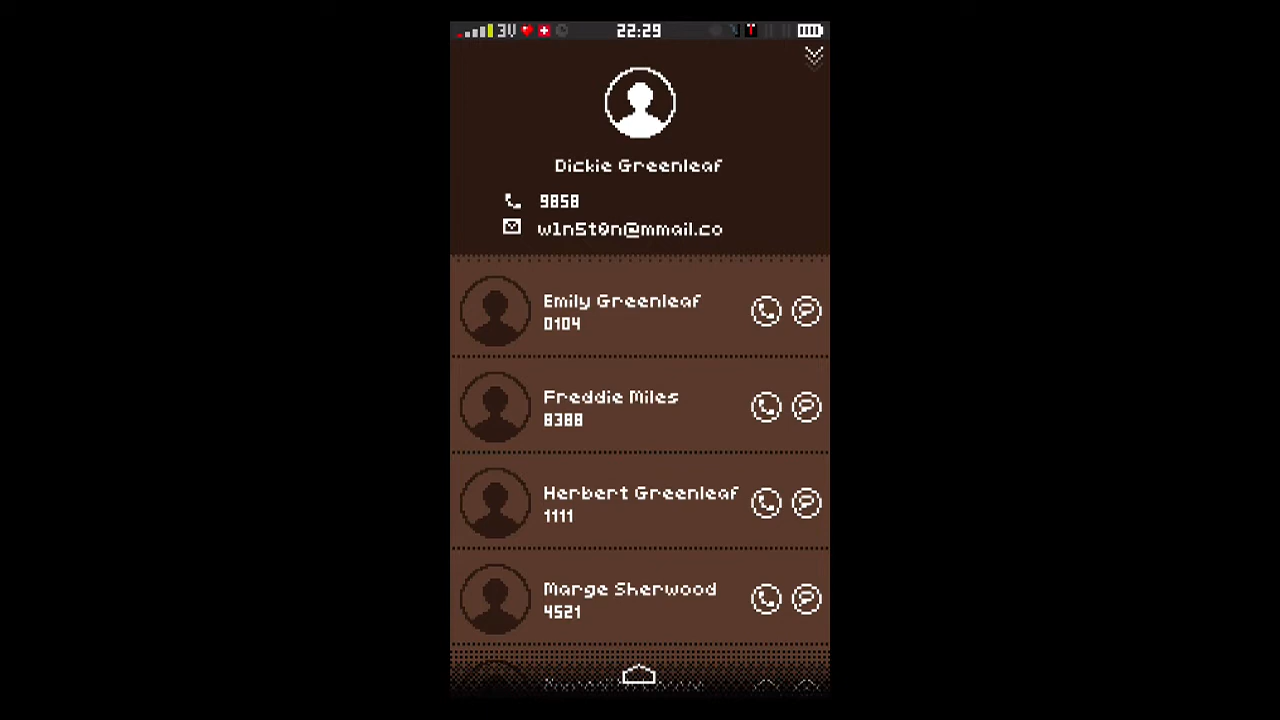 3V 22:29
Dickie Greenleaf
9858
w1n5t0n@mmail.co
Emily Greenleaf
0104
Freddie Miles
8388
Herbert Greenleaf
1111
Marge Sherwood
4521